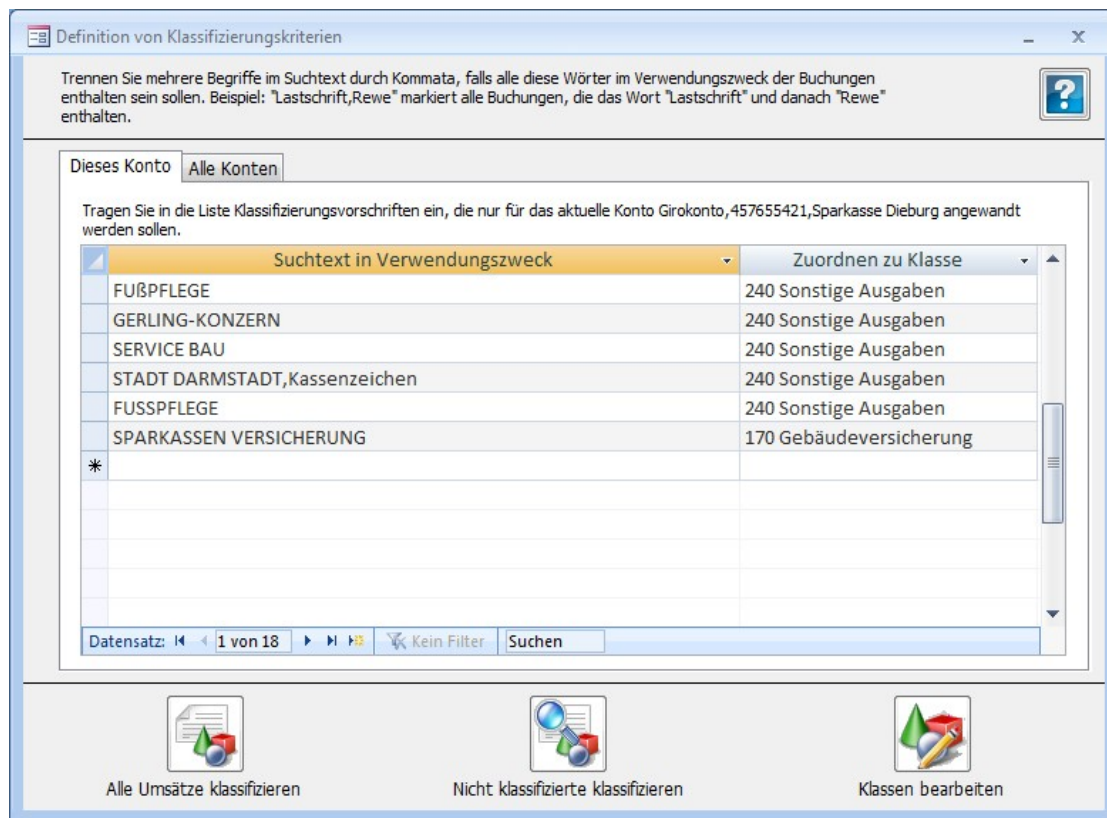 Definition von Klassifizierungskriterien
Trennen Sie mehrere Begriffe im Suchtext durch Kommata, falls alle diese Wörter im Verwendungszweck der Buchungen
enthalten sein sollen. Beispiel: "Lastschrift,Rewe" markiert alle Buchungen, die das Wort "Lastschrift" und danach "Rewe"
enthalten.
Dieses Konto Alle Konten
Tragen Sie in die Liste Klassifizierungsvorschriften ein, die nur für das aktuelle Konto Girokonto,457655421,Sparkasse Dieburg angewandt
werden sollen.
Suchtext in Verwendungszweck Zuordnen zu Klasse
FUßPFLEGE 240 Sonstige Ausgaben
GERLING-KONZERN 240 Sonstige Ausgaben
SERVICE BAU 240 Sonstige Ausgaben
STADT DARMSTADT,Kassenzeichen 240 Sonstige Ausgaben
FUSSPFLEGE 240 Sonstige Ausgaben
SPARKASSEN VERSICHERUNG 170 Gebäudeversicherung
Datensatz: 1 von 18 Kein Filter Suchen
Alle Umsätze klassifizieren Nicht klassifizierte klassifizieren Klassen bearbeiten